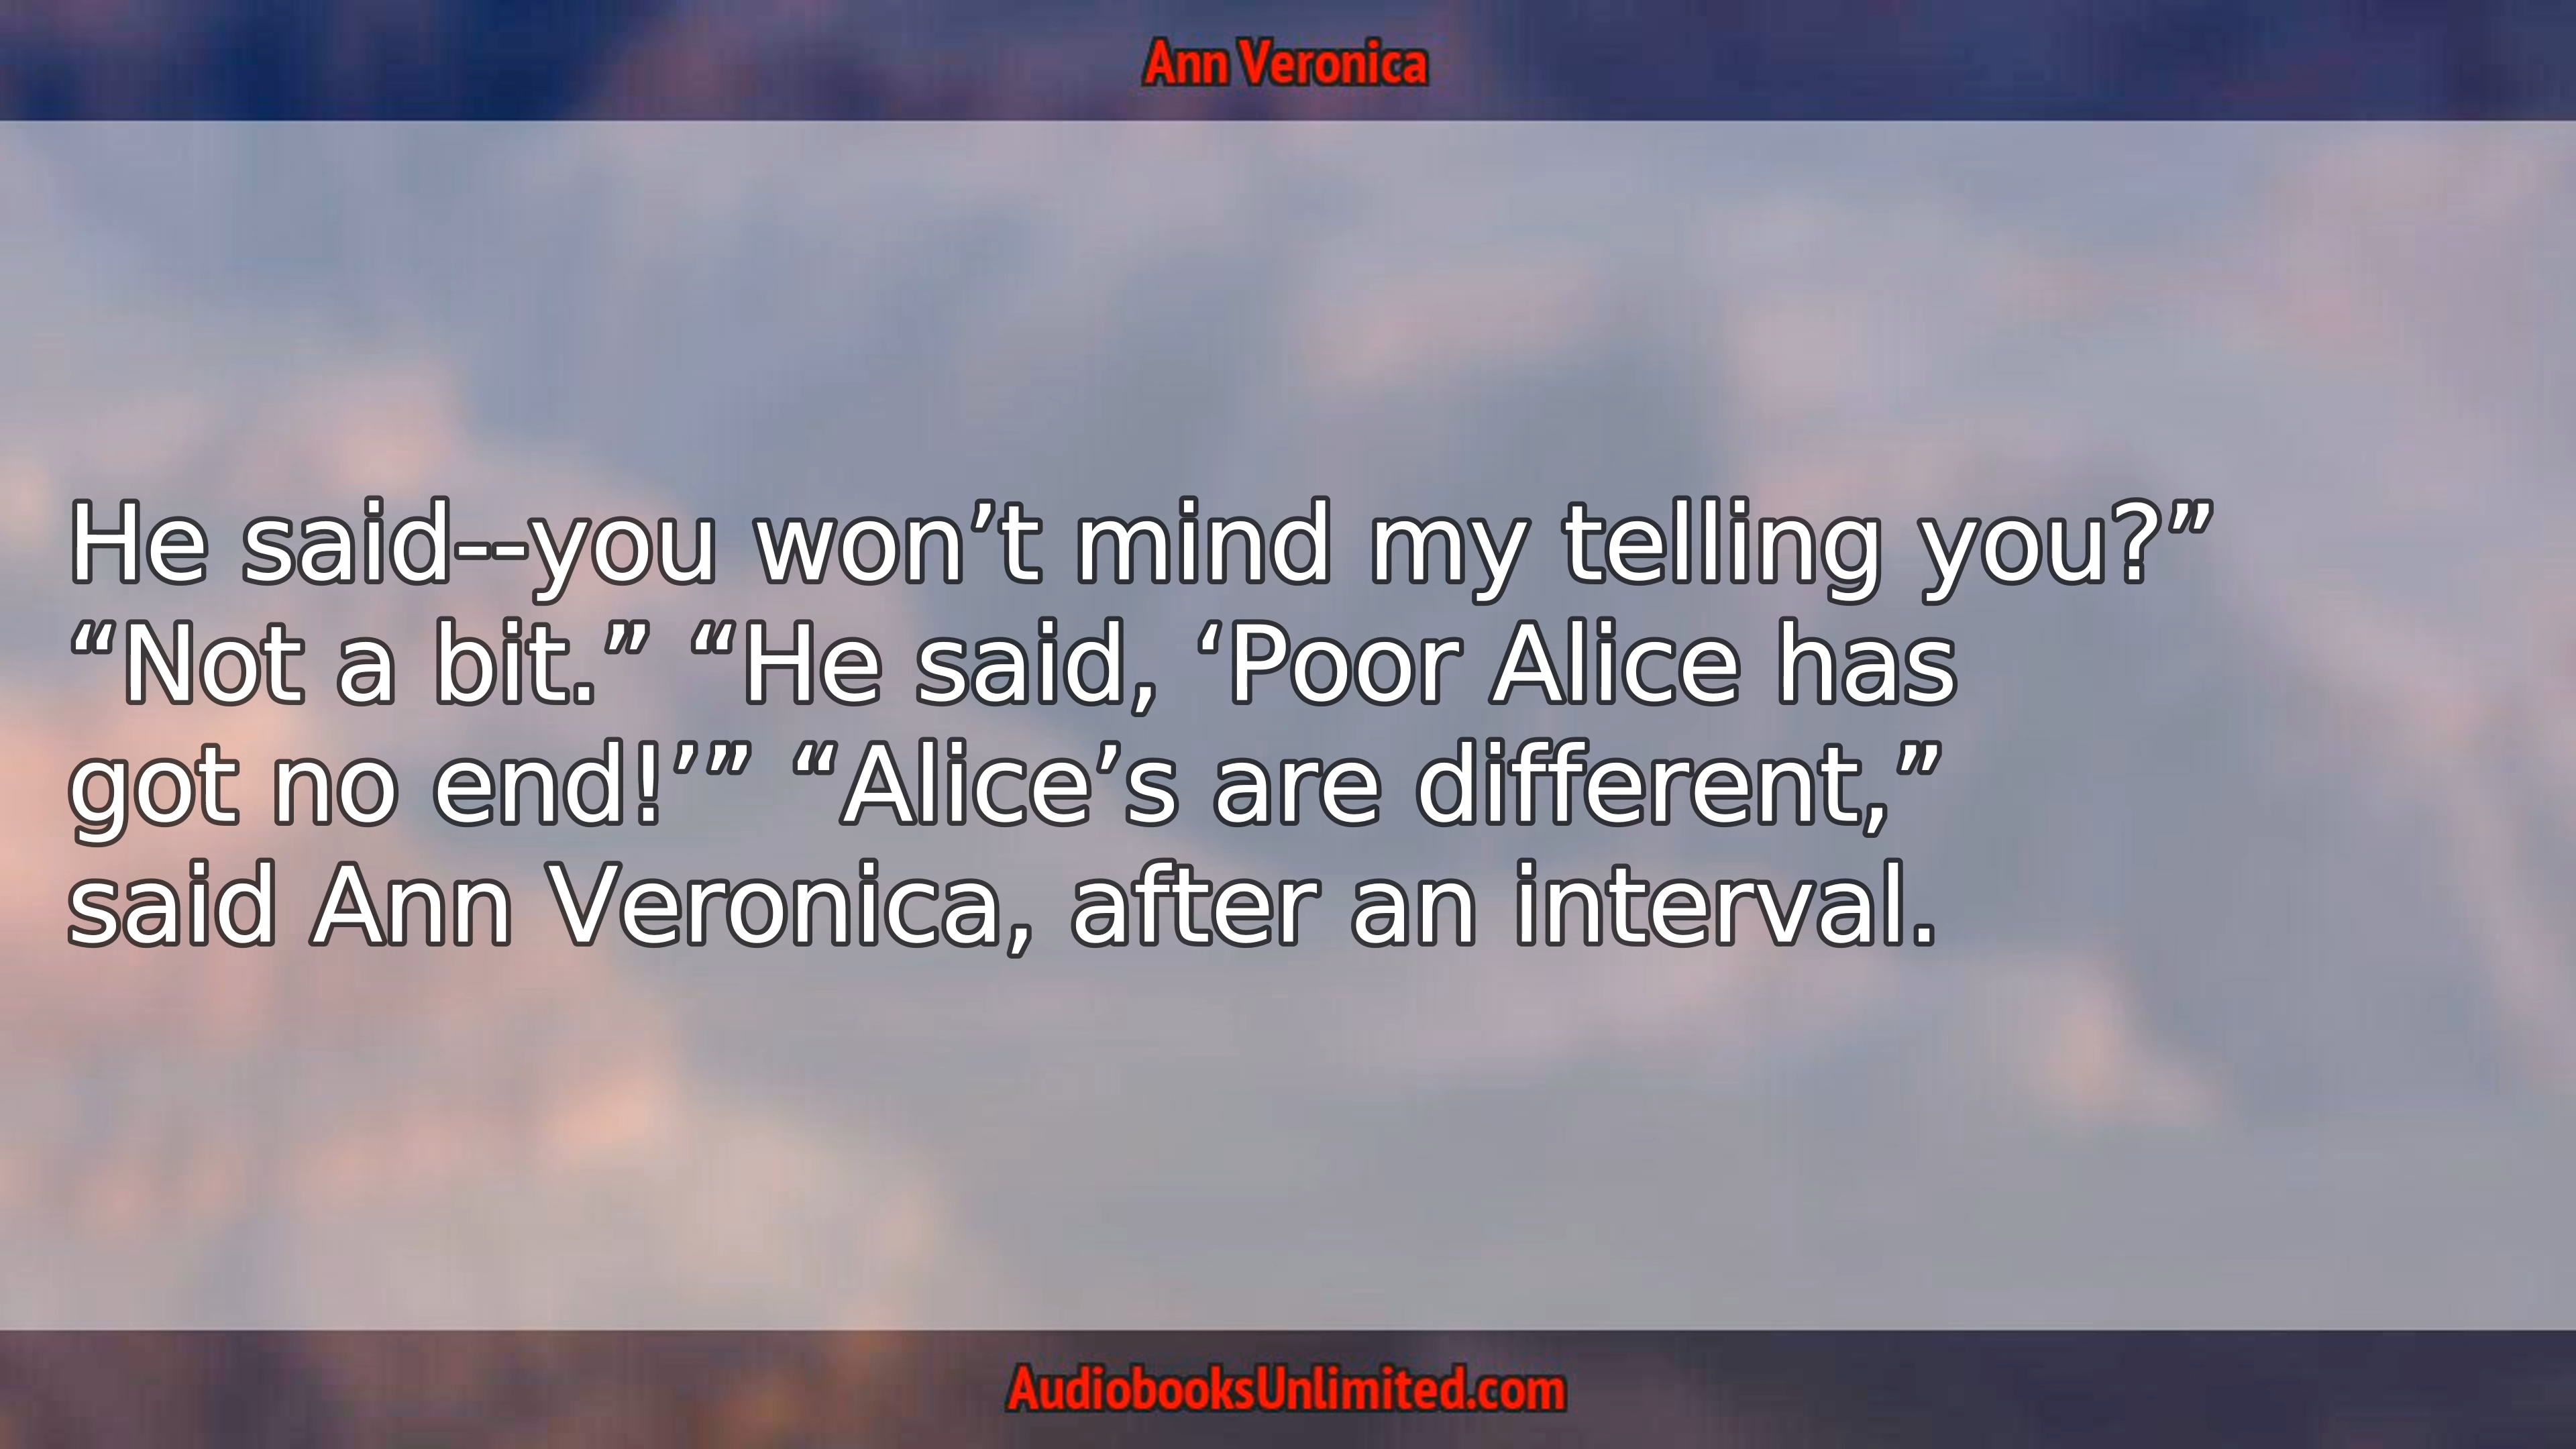 Ann Veronica
He said--you won’t mind my telling you?”
“Not a bit.” “He said, ‘Poor Alice has
got no end!’” “Alice’s are different,”
said Ann Veronica, after an interval.
AudiobooksUnlimited.com